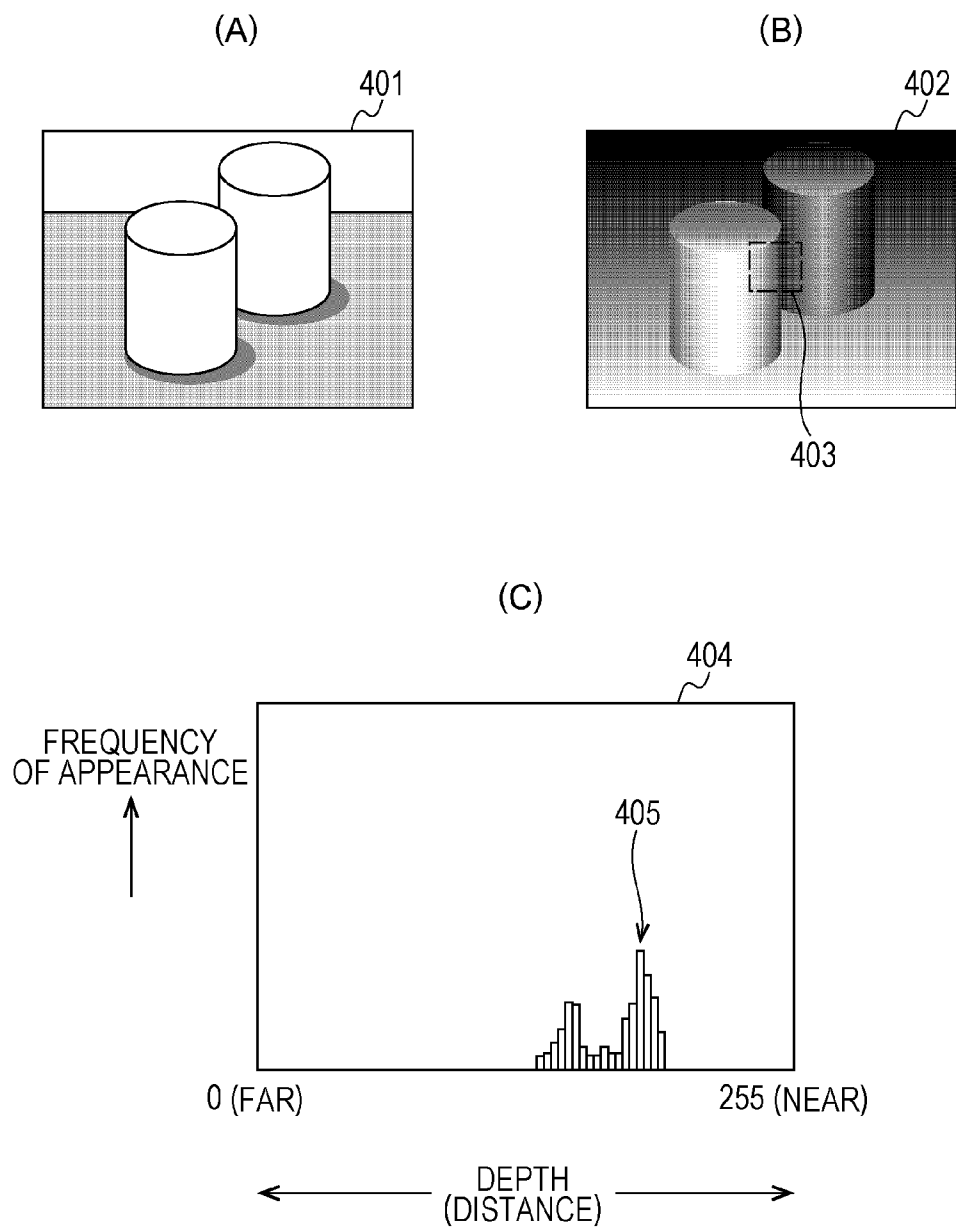 (A)
(B)
401
402
403
(C)
404
FREQUENCY
OF APPEARANCE
405
0 (FAR)
255 (NEAR)
DEPTH
(DISTANCE)